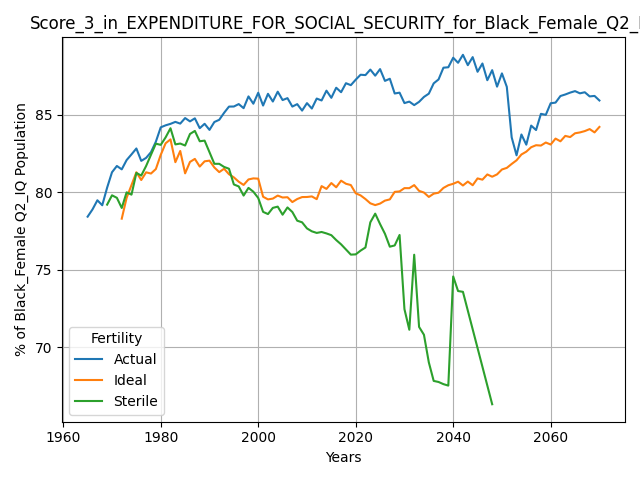 Score_3_in_EXPENDITURE_FOR_SOCIAL_SECURITY_for_Black_Female_Q2_I
% of Black_Female Q2_IQ Population
85
80
75
70
Fertility
Actual
Ideal
Sterile
1960 1980 2000 2020 2040 2060
Years